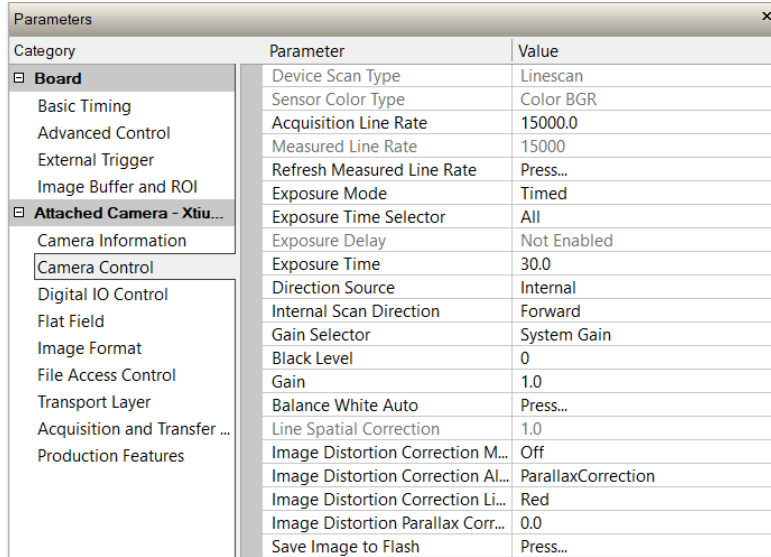 Parameters ×
Category
Board
Basic Timing
Advanced Control
External Trigger
Image Buffer and ROI
Attached Camera - Xtiu...
Camera Information
Camera Control
Digital IO Control
Flat Field
Image Format
File Access Control
Transport Layer
Acquisition and Transfer ...
Production Features
Parameter Value
Device Scan Type Linescan
Sensor Color Type Color BGR
Acquisition Line Rate 15000.0
Measured Line Rate 15000
Refresh Measured Line Rate Press...
Exposure Mode Timed
Exposure Time Selector All
Exposure Delay Not Enabled
Exposure Time 30.0
Direction Source Internal
Internal Scan Direction Forward
Gain Selector System Gain
Black Level 0
Gain 1.0
Balance White Auto Press...
Line Spatial Correction 1.0
Image Distortion Correction M... Off
Image Distortion Correction Al... ParallaxCorrection
Image Distortion Correction Li... Red
Image Distortion Parallax Corr... 0.0
Save Image to Flash Press...